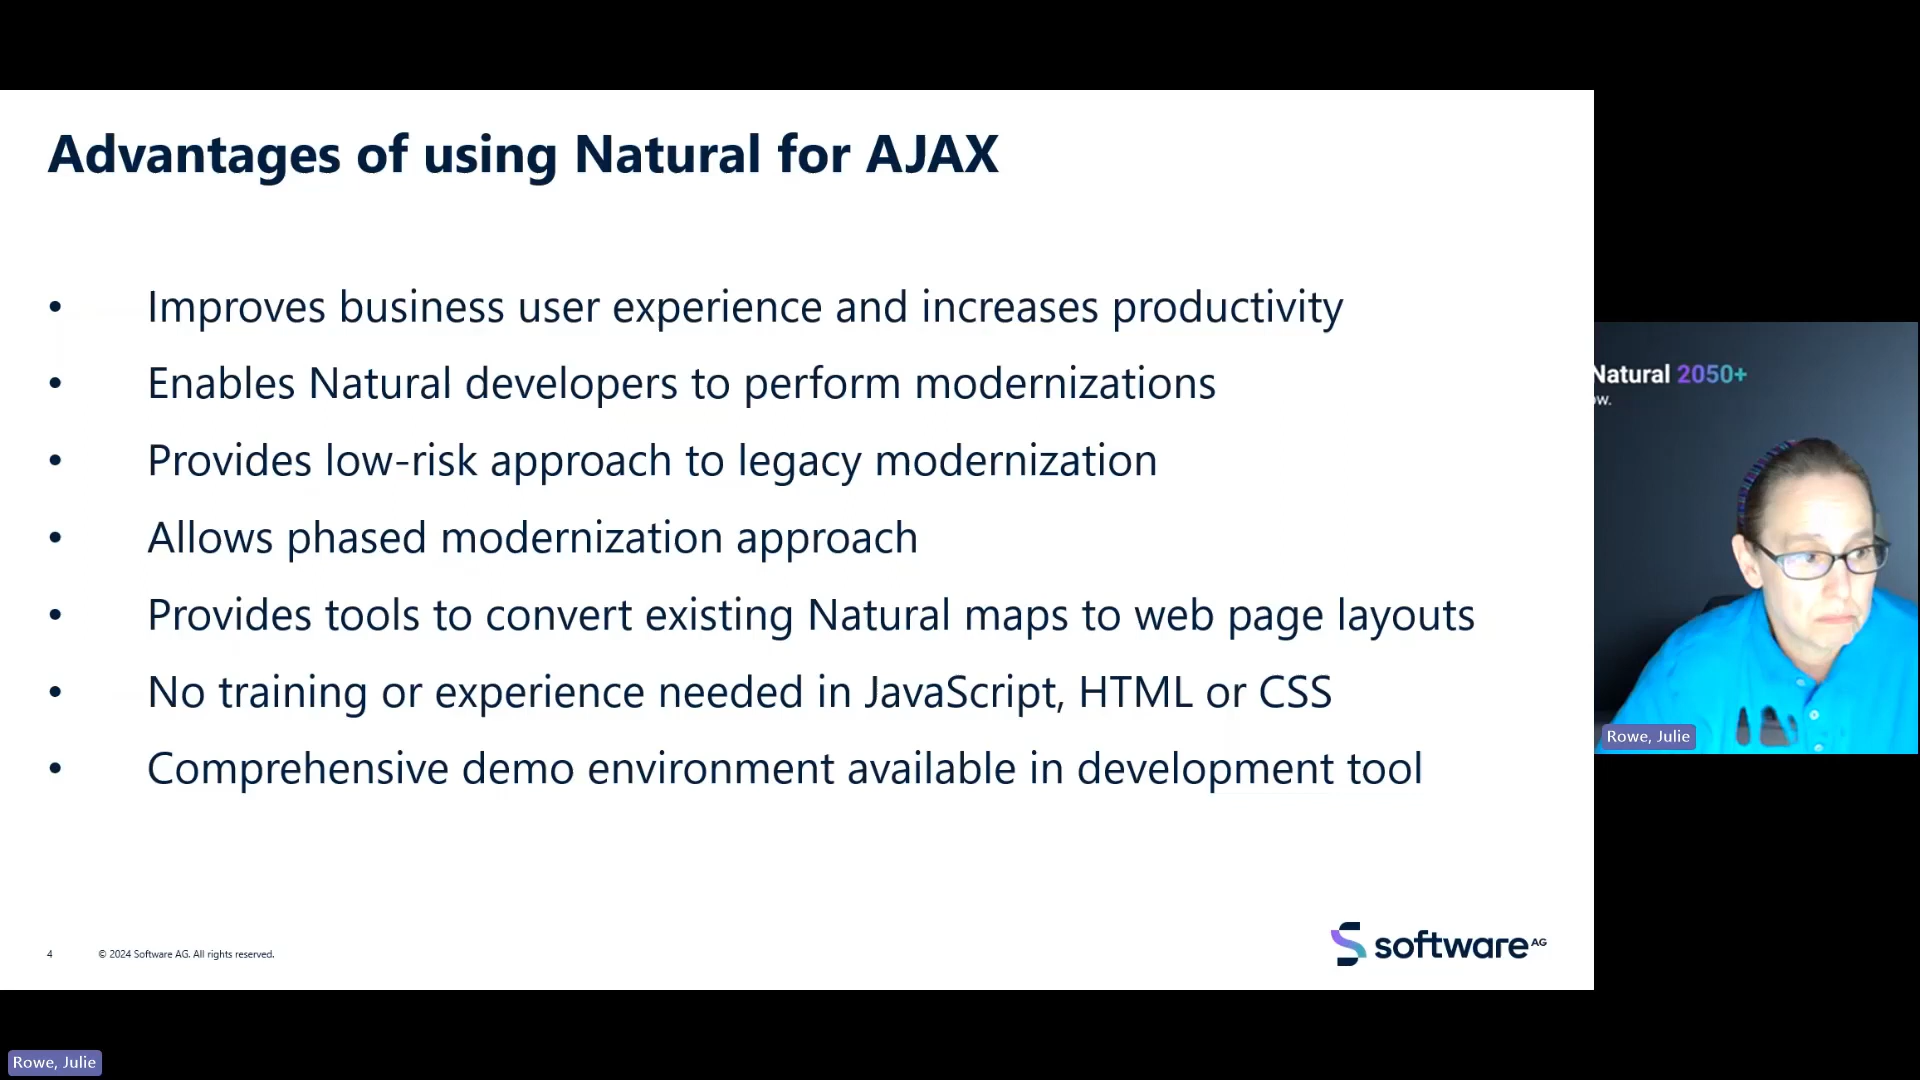 Advantages of using Natural for AJAX
• Improves business user experience and increases productivity
• Enables Natural developers to perform modernizations
• Provides low-risk approach to legacy modernization
• Allows phased modernization approach
• Provides tools to convert existing Natural maps to web page layouts
• No training or experience needed in JavaScript, HTML or CSS
• Comprehensive demo environment available in development tool
4 © 2024 Software AG. All rights reserved.
software AG
Natural 2050+
ow.
Rowe, Julie
Rowe, Julie